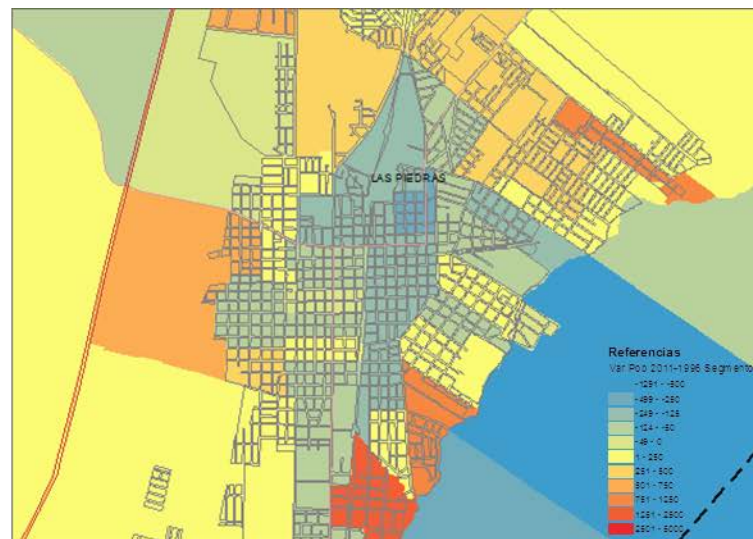 LAS PIEDRAS
Referencias
Var Pob 2011-1996 Segmento
-1291 - -500
-499 - -250
-249 - -125
-124 - -50
-49 - 0
1 - 250
251 - 500
501 - 750
751 - 1250
1251 - 2500
2501 - 5000